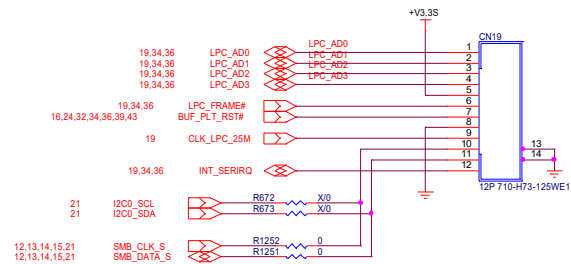 +V3.3S
CN19
19,34,36 LPC_AD0 LPC_AD0 1
19,34,36 LPC_AD1 LPC_AD1 2
19,34,36 LPC_AD2 LPC_AD2 3
19,34,36 LPC_AD3 LPC_AD3 4
5
19,34,36 LPC_FRAME# 6
16,24,32,34,36,39,43 BUF_PLT_RST# 7
8
19 CLK_LPC_25M 9
10 13
11 14
19,34,36 INT_SERIRQ 12
12P 710-H73-125WE1
21 I2C0_SCL R672 X/0
21 I2C0_SDA R673 X/0
12,13,14,15,21 SMB_CLK_S R1252 0
12,13,14,15,21 SMB_DATA_S R1251 0